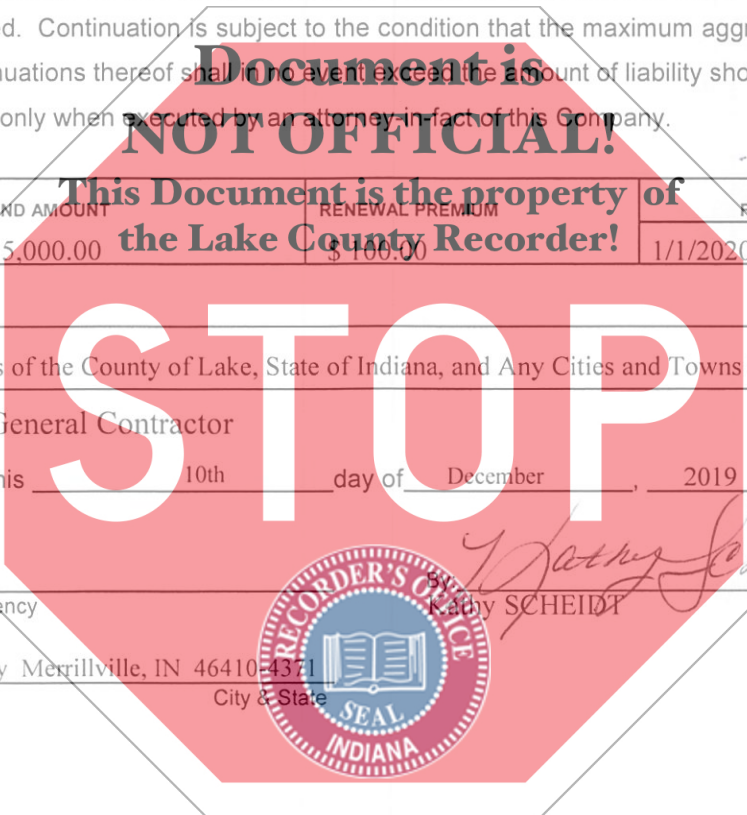 ed. Continuation is subject to the condition that the maximum aggr
nuations thereof shall in no event exceed the amount of liability sho
only when executed by an attorney-in-fact of this Company.
Document is
NOT OFFICIAL!
This Document is the property of
the Lake County Recorder!
ND AMOUNT RENEWAL PREMIUM
5,000.00 $ 100.00 1/1/2020
STOP
s of the County of Lake, State of Indiana, and Any Cities and Towns
General Contractor
his 10th day of December, 2019
By
Kathy SCHEIDT
ency
y Merrillville, IN 46410-4371
City & State
RECORDER'S OFFICE
SEAL
INDIANA